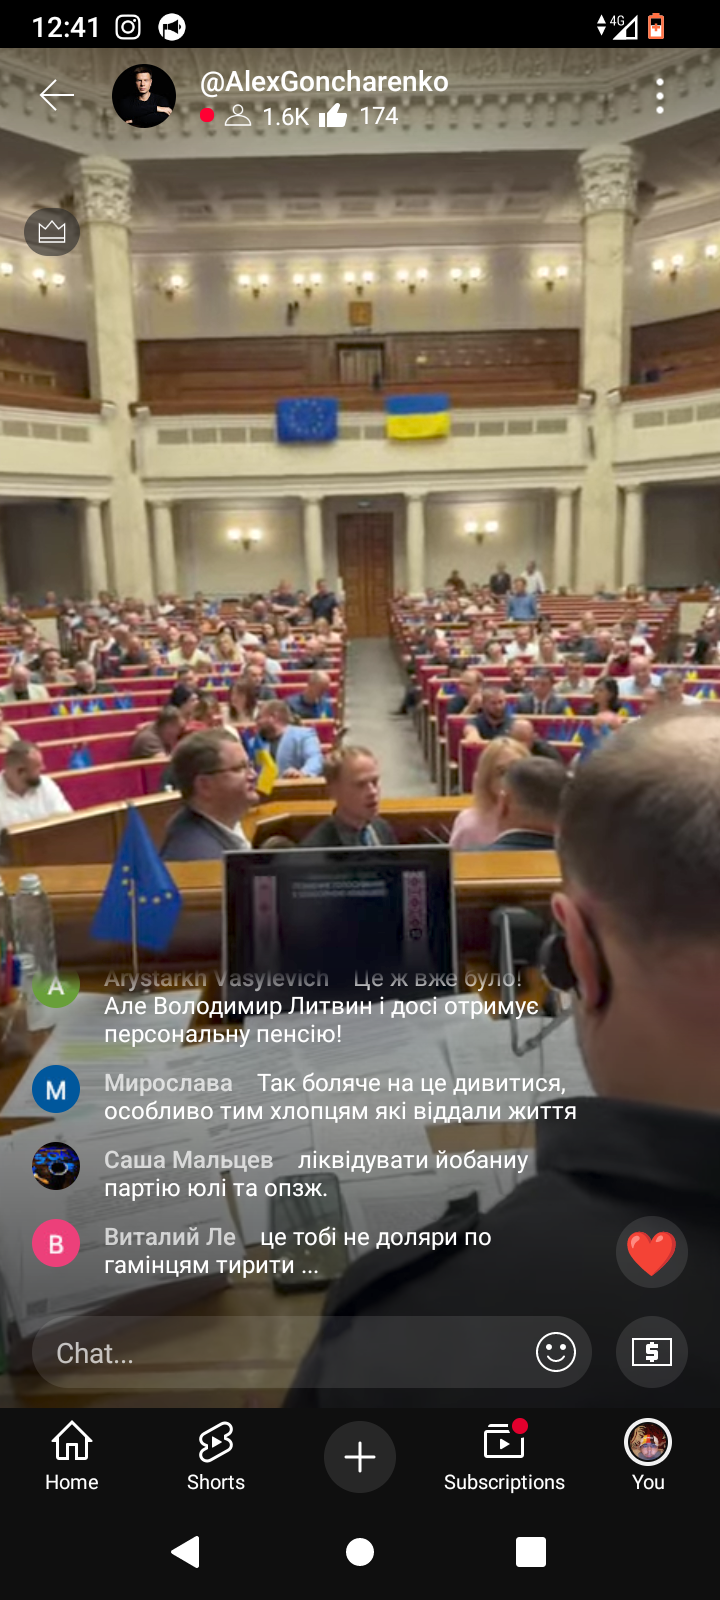 12:41
4G
@AlexGoncharenko
1.6K 174
Arystarkh Vasylevich Це ж вже було!
Але Володимир Литвин і досі отримує
персональну пенсію!
М
Мирослава Так боляче на це дивитися,
особливо тим хлопцям які віддали життя
Саша Мальцев ліквідувати йобаниу
партію юлі та опзж.
В
Виталий Ле це тобі не доляри по
гамінцям тирити ...
Chat...
Home
Shorts
Subscriptions
You